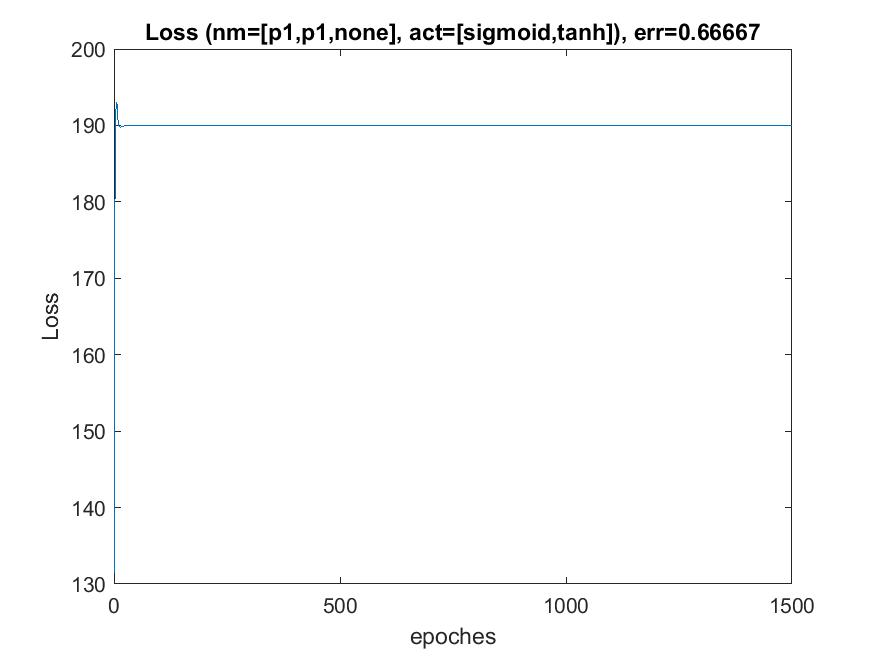 Loss (nm=[p1,p1,none], act=[sigmoid,tanh]), err=0.66667
200
190
180
170
160
150
140
130
Loss
0 500 1000 1500
epoches